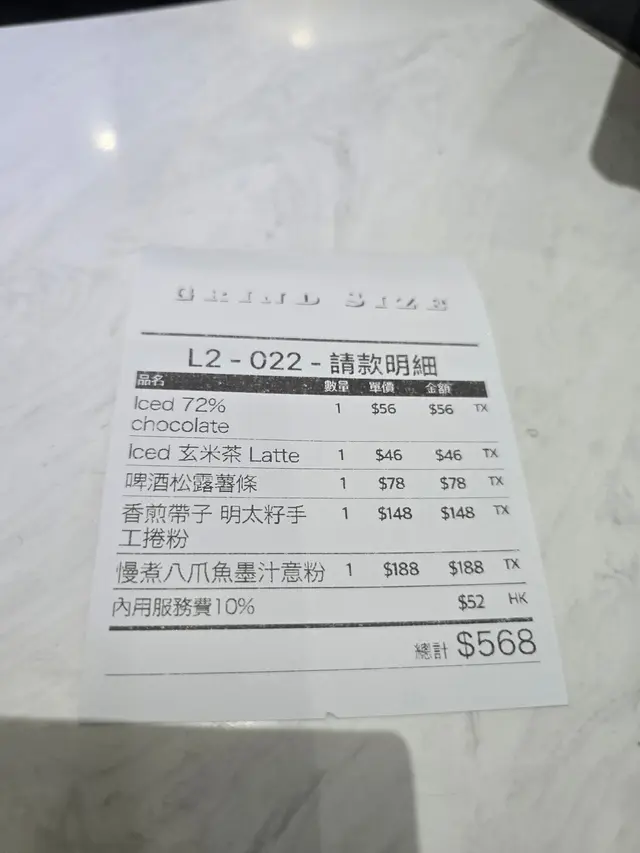 GRIND SIZE
L2 - 022 - 請款明細
品名 數量 單價 金額
Iced 72% 1 $56 $56 TX
chocolate
Iced 玄米茶 Latte 1 $46 $46 TX
啤酒松露薯條 1 $78 $78 TX
香煎帶子 明太籽手 1 $148 $148 TX
工捲粉
慢煮八爪魚墨汁意粉 1 $188 $188 TX
內用服務費10% $52 HK
總計 $568